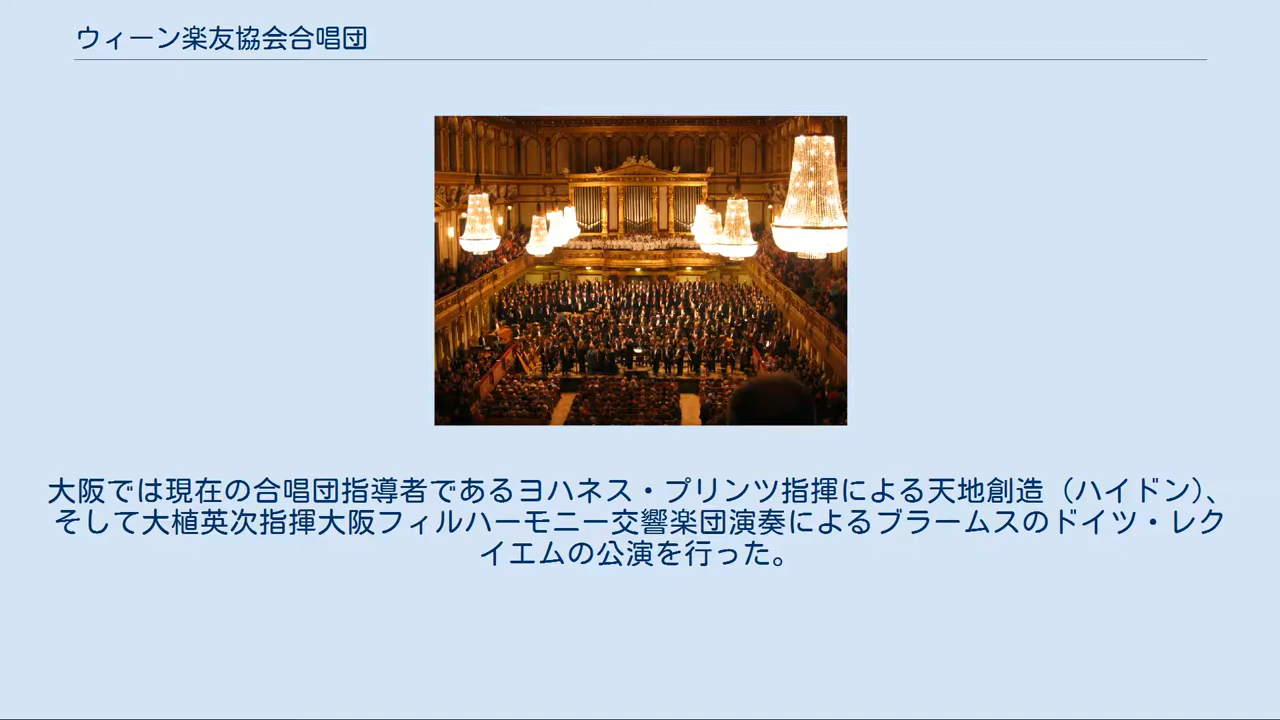 ウィーン楽友協会合唱団
大阪では現在の合唱団指導者であるヨハネス・プリンツ指揮による天地創造（ハイドン）、
そして大植英次指揮大阪フィルハーモニー交響楽団演奏によるブラームスのドイツ・レク
イエムの公演を行った。